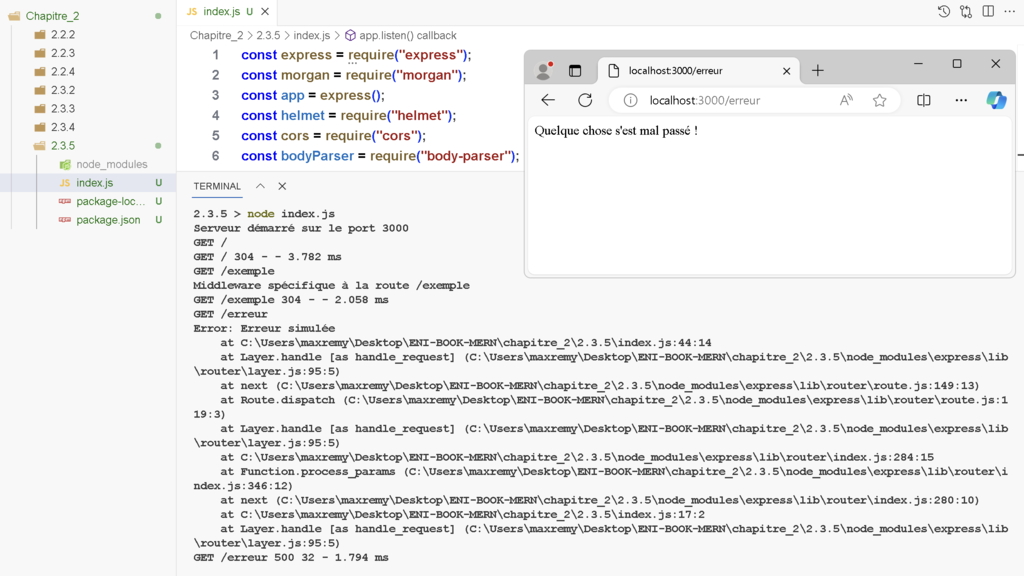 Chapitre_2
2.2.2
2.2.3
2.2.4
2.3.2
2.3.3
2.3.4
2.3.5
node_modules
JS index.js U
package-loc... U
package.json U
JS index.js U
Chapitre_2 > 2.3.5 > index.js > app.listen() callback
1 const express = require("express");
2 const morgan = require("morgan");
3 const app = express();
4 const helmet = require("helmet");
5 const cors = require("cors");
6 const bodyParser = require("body-parser");
localhost:3000/erreur
localhost:3000/erreur
Quelque chose s'est mal passé !
TERMINAL
2.3.5 > node index.js
Serveur démarré sur le port 3000
GET /
GET / 304 - - 3.782 ms
GET /exemple
Middleware spécifique à la route /exemple
GET /exemple 304 - - 2.058 ms
GET /erreur
Error: Erreur simulée
at C:\Users\maxremy\Desktop\ENI-BOOK-MERN\chapitre_2\2.3.5\index.js:44:14
at Layer.handle [as handle_request] (C:\Users\maxremy\Desktop\ENI-BOOK-MERN\chapitre_2\2.3.5\node_modules\express\lib
\router\layer.js:95:5)
at next (C:\Users\maxremy\Desktop\ENI-BOOK-MERN\chapitre_2\2.3.5\node_modules\express\lib\router\route.js:149:13)
at Route.dispatch (C:\Users\maxremy\Desktop\ENI-BOOK-MERN\chapitre_2\2.3.5\node_modules\express\lib\router\route.js:1
19:3)
at Layer.handle [as handle_request] (C:\Users\maxremy\Desktop\ENI-BOOK-MERN\chapitre_2\2.3.5\node_modules\express\lib
\router\layer.js:95:5)
at C:\Users\maxremy\Desktop\ENI-BOOK-MERN\chapitre_2\2.3.5\node_modules\express\lib\router\index.js:284:15
at Function.process_params (C:\Users\maxremy\Desktop\ENI-BOOK-MERN\chapitre_2\2.3.5\node_modules\express\lib\router\i
ndex.js:346:12)
at next (C:\Users\maxremy\Desktop\ENI-BOOK-MERN\chapitre_2\2.3.5\node_modules\express\lib\router\index.js:280:10)
at C:\Users\maxremy\Desktop\ENI-BOOK-MERN\chapitre_2\2.3.5\index.js:17:2
at Layer.handle [as handle_request] (C:\Users\maxremy\Desktop\ENI-BOOK-MERN\chapitre_2\2.3.5\node_modules\express\lib
\router\layer.js:95:5)
GET /erreur 500 32 - 1.794 ms